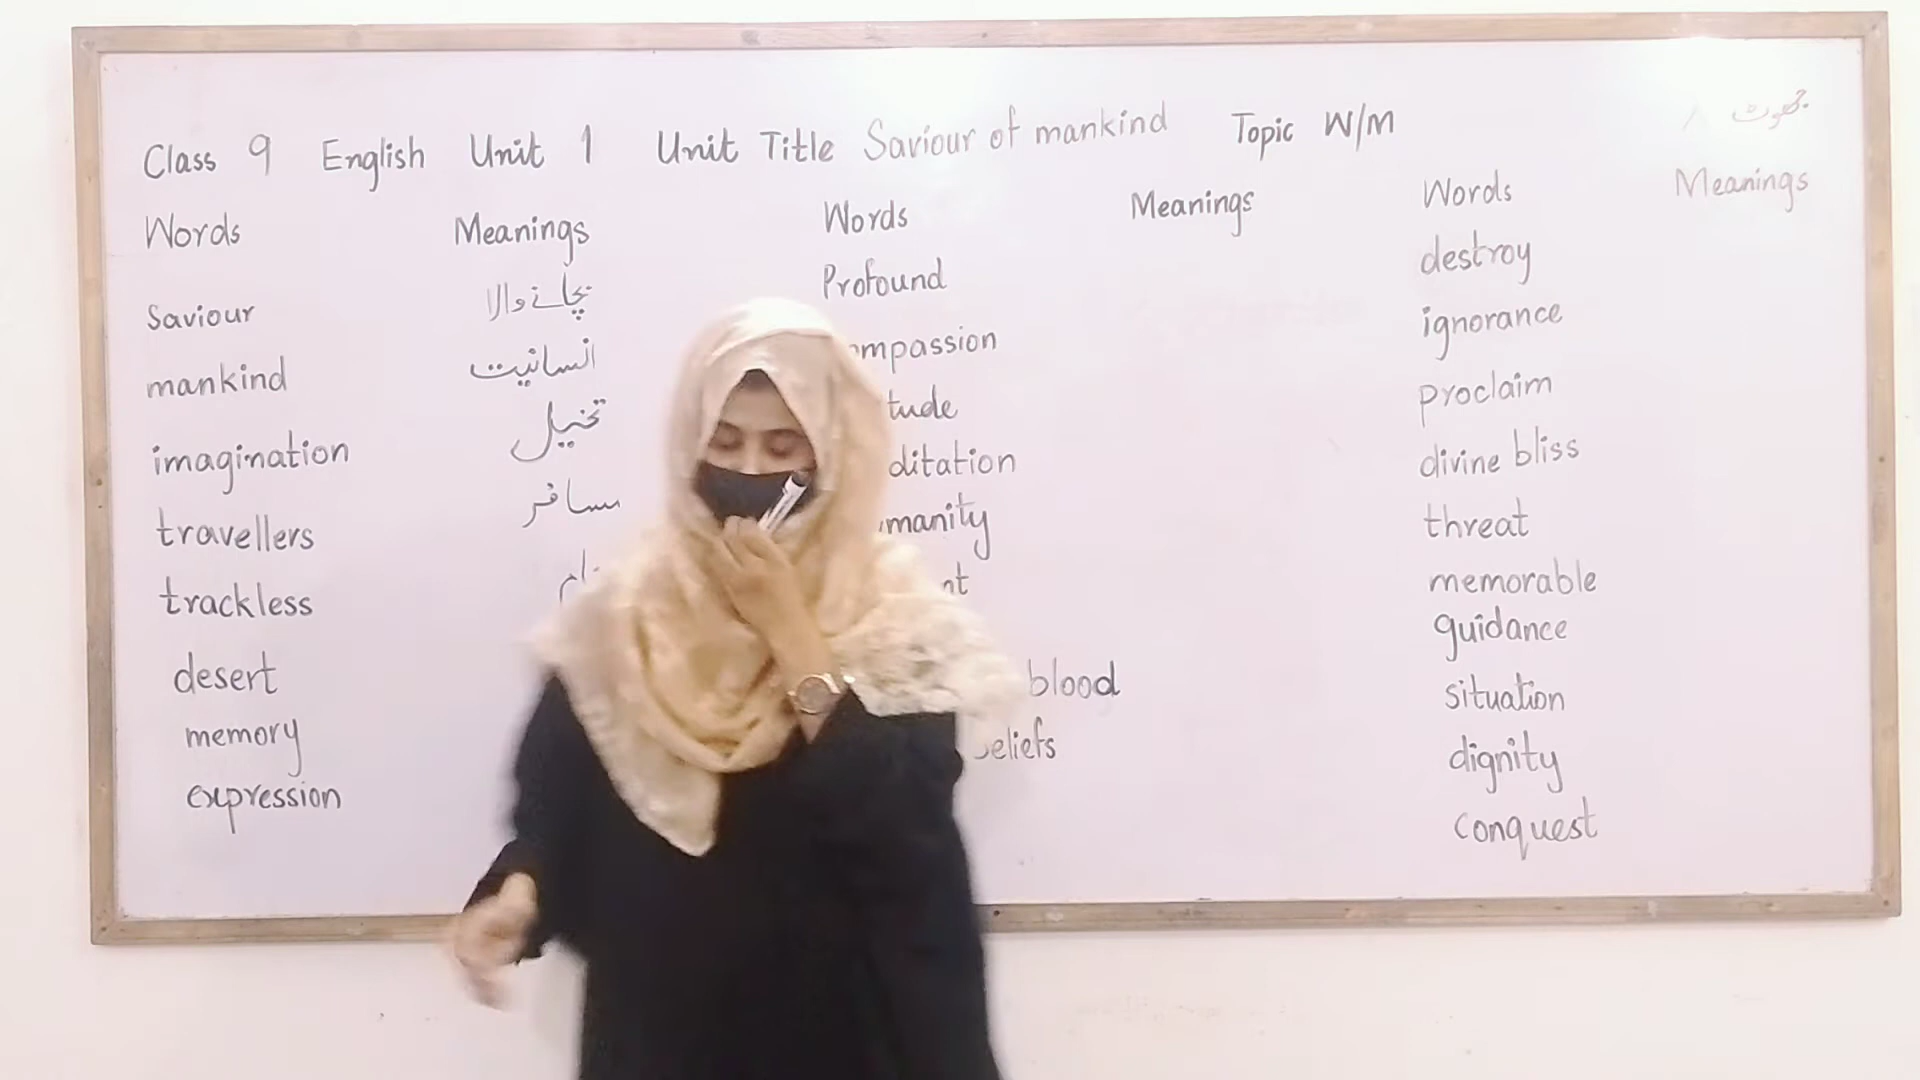 Class 9 English Unit 1 Unit Title Saviour of mankind Topic W/M
Words Meanings
Saviour بچانے والا
mankind انسانیت
imagination تخیل
travellers مسافر
trackless
desert
memory
expression
Words Meanings
Profound
blood
Words Meanings
destroy
ignorance
proclaim
divine bliss
threat
memorable
guidance
situation
dignity
conquest